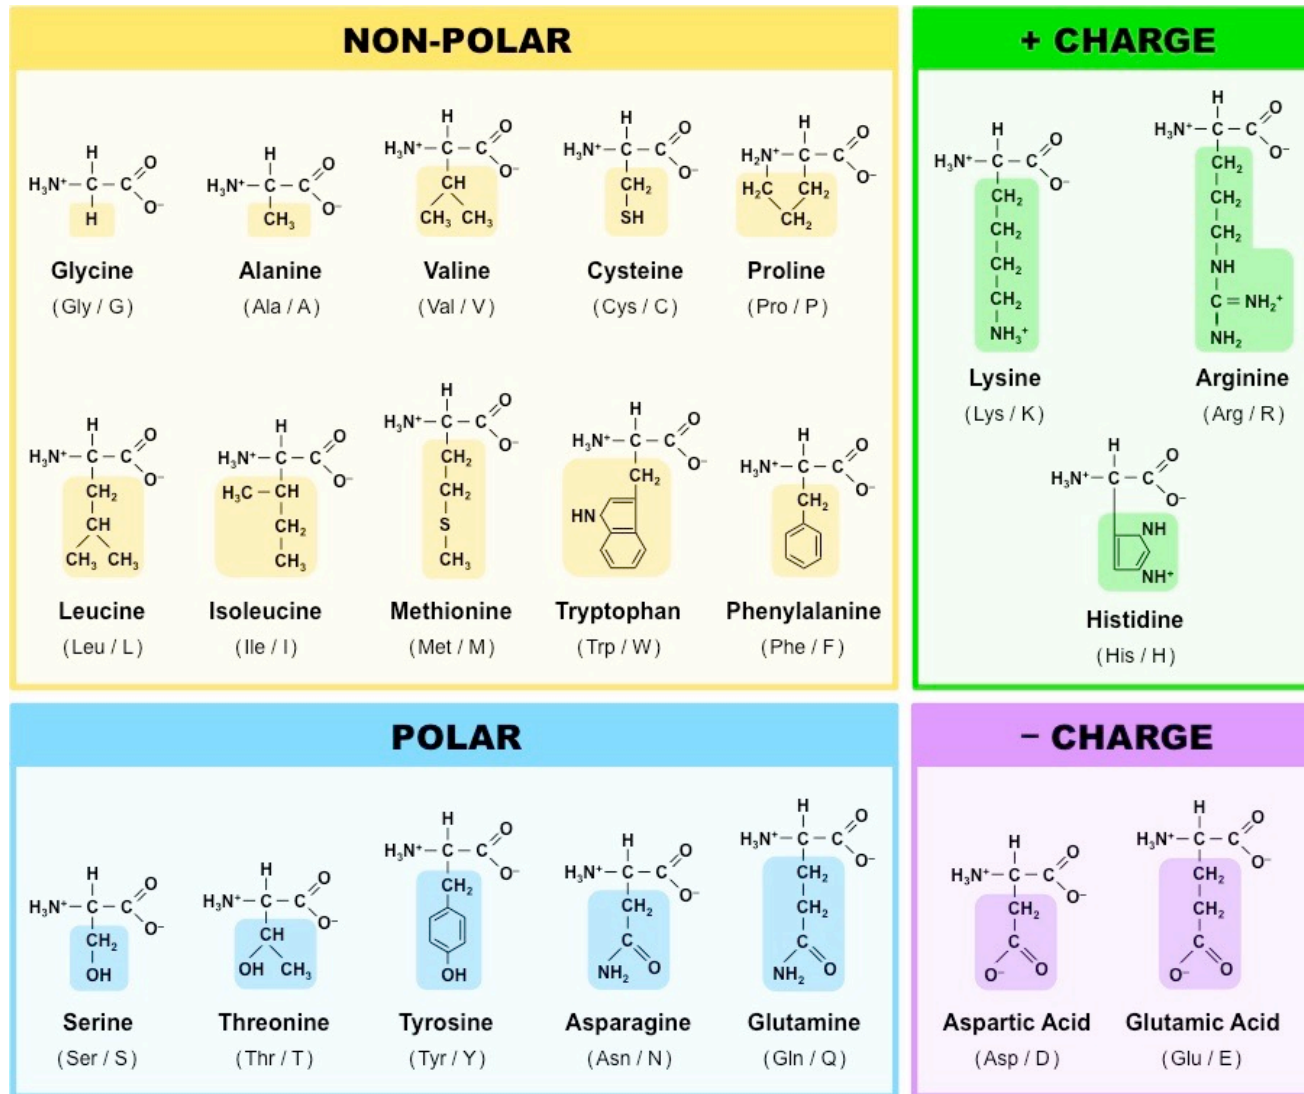 NON-POLAR
Glycine
(Gly / G)
Alanine
(Ala / A)
Valine
(Val / V)
Cysteine
(Cys / C)
Proline
(Pro / P)
Leucine
(Leu / L)
Isoleucine
(Ile / I)
Methionine
(Met / M)
Tryptophan
(Trp / W)
Phenylalanine
(Phe / F)
+ CHARGE
Lysine
(Lys / K)
Arginine
(Arg / R)
Histidine
(His / H)
POLAR
Serine
(Ser / S)
Threonine
(Thr / T)
Tyrosine
(Tyr / Y)
Asparagine
(Asn / N)
Glutamine
(Gln / Q)
– CHARGE
Aspartic Acid
(Asp / D)
Glutamic Acid
(Glu / E)